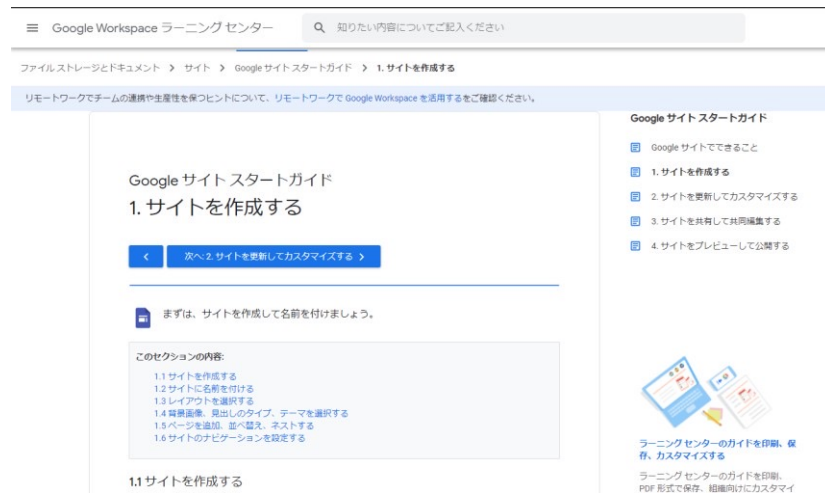 Google Workspace ラーニング センター
知りたい内容についてご記入ください
ファイル ストレージとドキュメント > サイト > Google サイト スタートガイド > 1. サイトを作成する
リモートワークでチームの連携や生産性を保つヒントについて、リモートワークで Google Workspace を活用するをご確認ください。
Google サイト スタートガイド
1. サイトを作成する
次へ: 2. サイトを更新してカスタマイズする
まずは、サイトを作成して名前を付けましょう。
このセクションの内容:
1.1 サイトを作成する
1.2 サイトに名前を付ける
1.3 レイアウトを選択する
1.4 背景画像、見出しのタイプ、テーマを選択する
1.5 ページを追加、並べ替え、ネストする
1.6 サイトのナビゲーションを設定する
1.1 サイトを作成する
Google サイト スタートガイド
Google サイトでできること
1. サイトを作成する
2. サイトを更新してカスタマイズする
3. サイトを共有して共同編集する
4. サイトをプレビューして公開する
ラーニング センターのガイドを印刷、保
存、カスタマイズする
ラーニング センターのガイドを印刷、
PDF 形式で保存、組織向けにカスタマイ